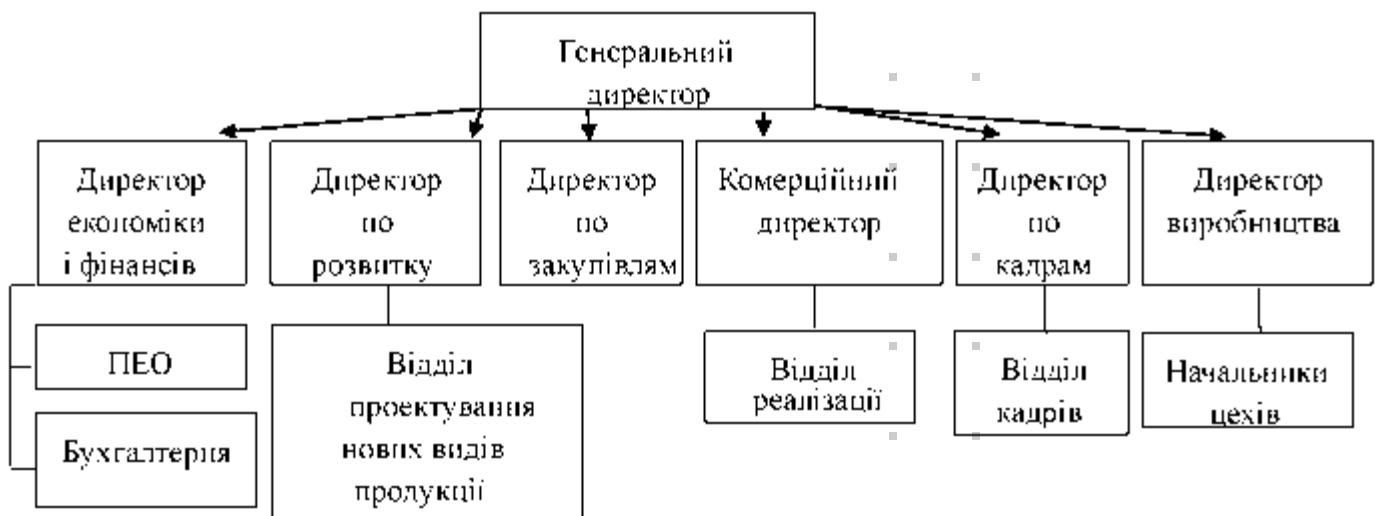 Генеральний
директор
Директор
економіки
і фінансів
Директор
по
розвитку
Директор
по
закупівлям
Комерційний
директор
Директор
по
кадрам
Директор
виробництва
ПЕО
Бухгалтерия
Відділ
проектування
нових видів
продукції
Відділ
реалізації
Відділ
кадрів
Начальники
цехів